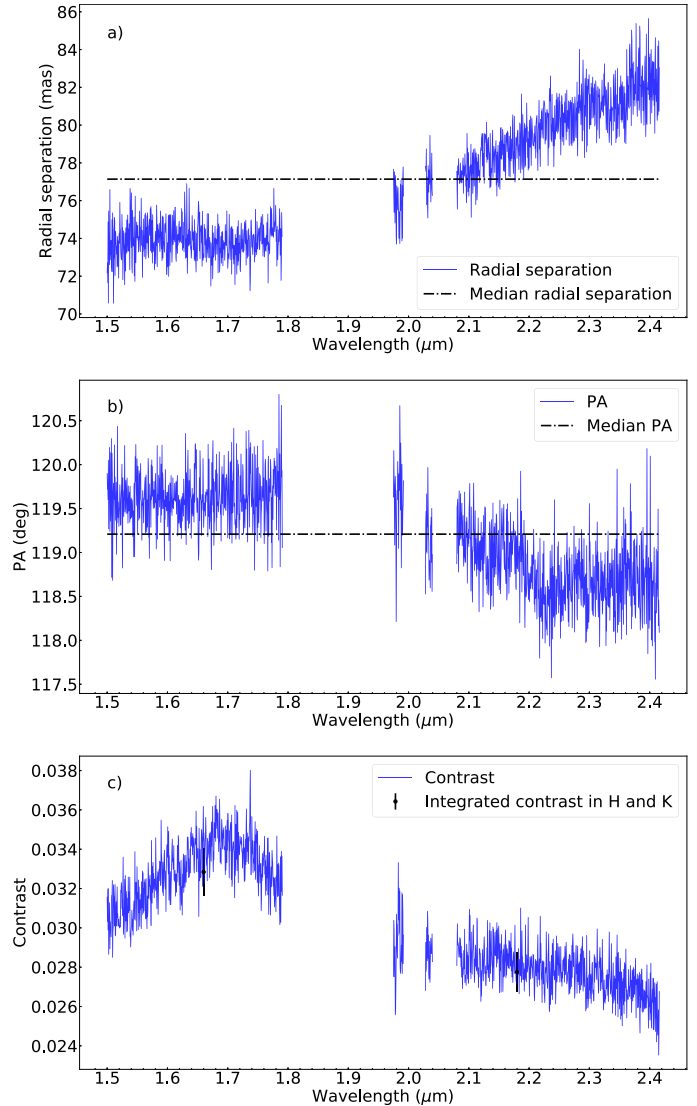 86
84
82
80
78
76
74
72
70
Radial separation (mas)
a)
Radial separation
Median radial separation
1.5 1.6 1.7 1.8 1.9 2.0 2.1 2.2 2.3 2.4
Wavelength (μm)
120.5
120.0
119.5
119.0
118.5
118.0
117.5
PA (deg)
b)
PA
Median PA
1.5 1.6 1.7 1.8 1.9 2.0 2.1 2.2 2.3 2.4
Wavelength (μm)
0.038
0.036
0.034
0.032
0.030
0.028
0.026
0.024
Contrast
c)
Contrast
Integrated contrast in H and K
1.5 1.6 1.7 1.8 1.9 2.0 2.1 2.2 2.3 2.4
Wavelength (μm)